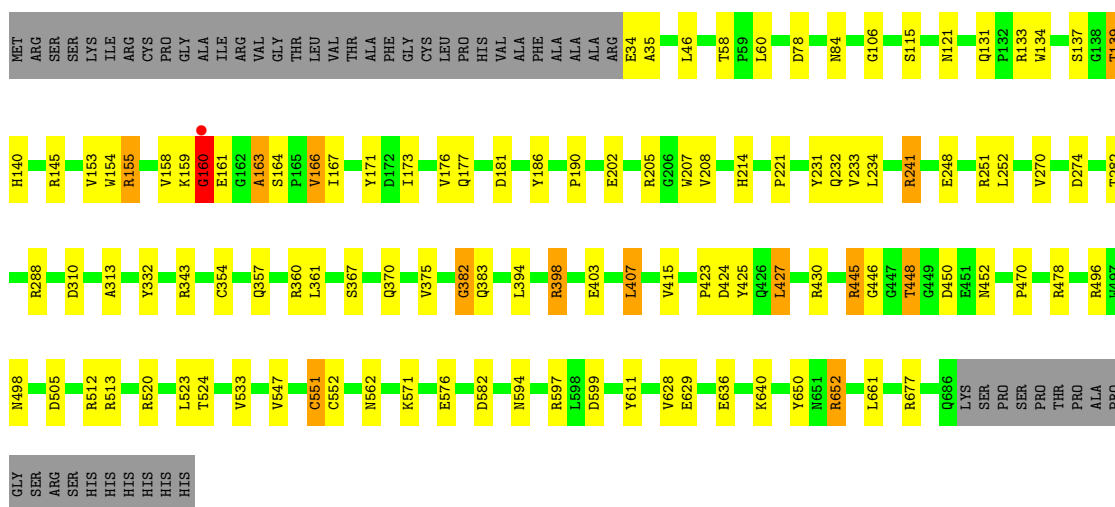 MET ARG SER SER LYS ILE ARG CYS PRO GLY ALA ILE ARG VAL GLY THR LEU VAL THR ALA PHE GLY CYS LEU PRO HIS VAL ALA PHE ALA ALA ALA ARG E34 A35 L46 T58 P59 L60 D78 N84 G106 S115 N121 Q131 P132 R133 W134 S137 G138 T139
H140 R145 V153 W154 R155 V158 K159 G160 E161 G162 A163 S164 P165 V166 I167 Y171 D172 I173 V176 Q177 D181 Y186 P190 E202 R205 G206 W207 V208 H214 P221 Y231 Q232 V233 L234 R241 E248 R251 L252 V270 D274 T282
R288 D310 A313 Y332 R343 C354 Q357 R360 L361 S367 Q370 V375 G382 Q383 L394 R398 E403 L407 V415 P423 D424 Y425 Q426 L427 R430 R445 G446 G447 T448 G449 D450 E451 N452 P470 R478 R496 W497
N498 D505 R512 R513 R520 L523 T524 V533 V547 C551 C552 N562 K571 E576 D582 N594 R597 L598 D599 Y611 V628 E629 E636 K640 Y650 N651 R652 L661 R677 Q686 LYS SER PRO SER PRO PRO THR PRO ALA PRO
GLY SER ARG SER HIS HIS HIS HIS HIS HIS